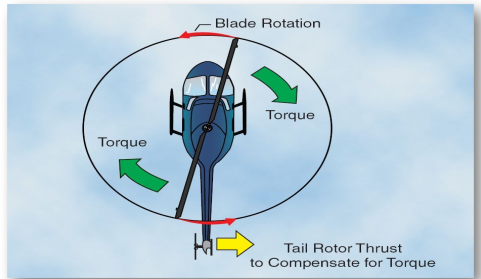 Blade Rotation
Torque
Torque
Tail Rotor Thrust
to Compensate for Torque